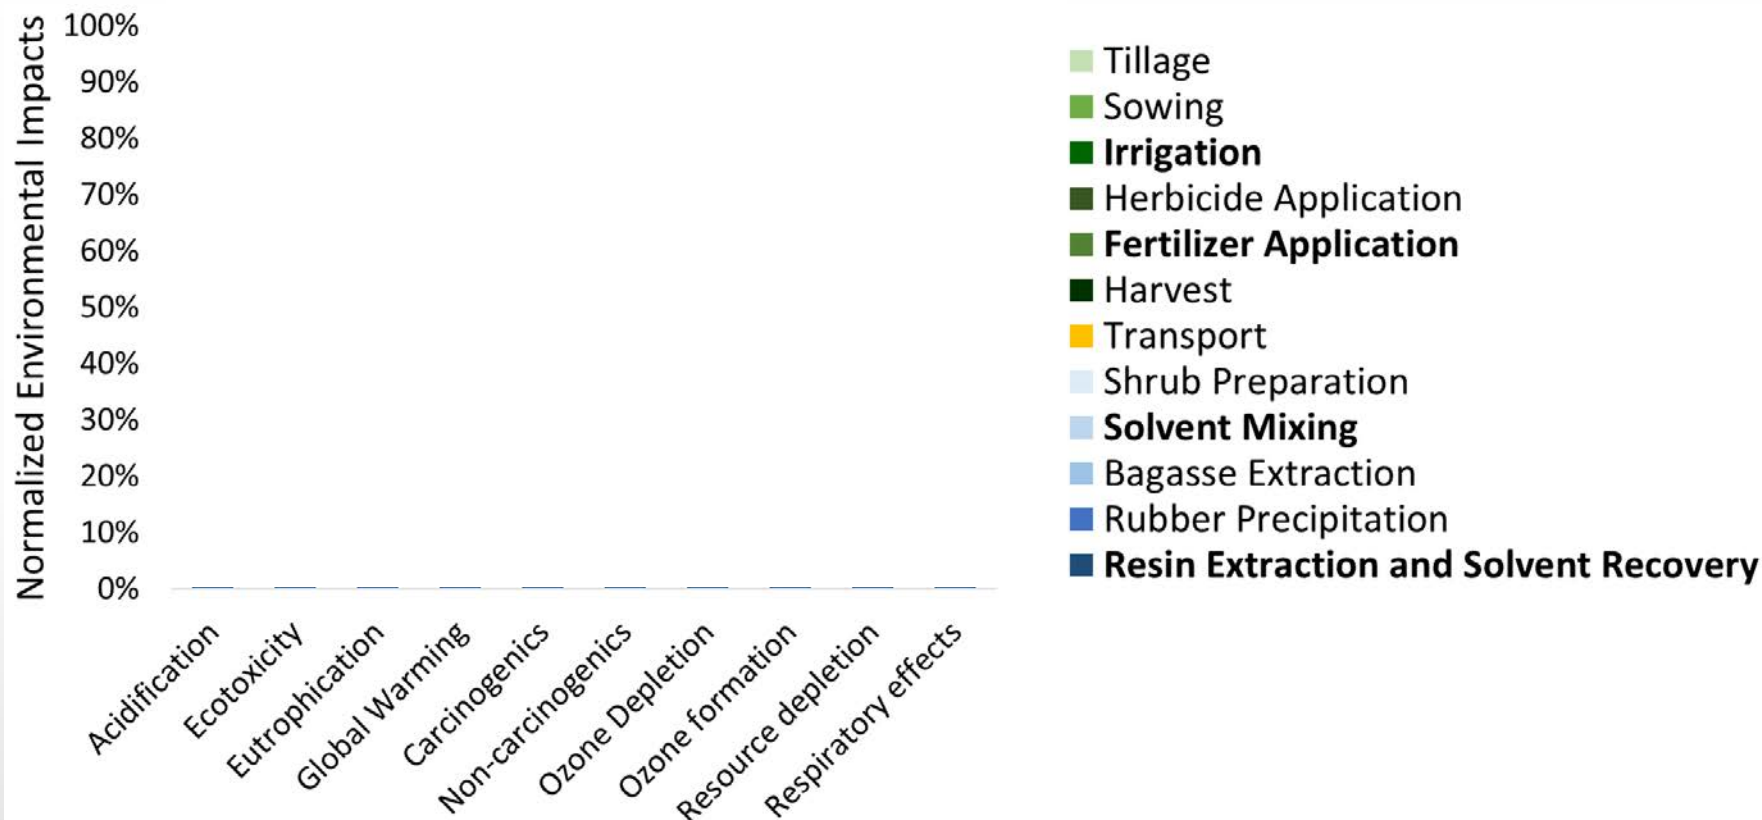 Normalized Environmental Impacts
100%
90%
80%
70%
60%
50%
40%
30%
20%
10%
0%
Acidification
Ecotoxicity
Eutrophication
Global Warming
Carcinogenics
Non-carcinogenics
Ozone Depletion
Ozone formation
Resource depletion
Respiratory effects
Tillage
Sowing
Irrigation
Herbicide Application
Fertilizer Application
Harvest
Transport
Shrub Preparation
Solvent Mixing
Bagasse Extraction
Rubber Precipitation
Resin Extraction and Solvent Recovery